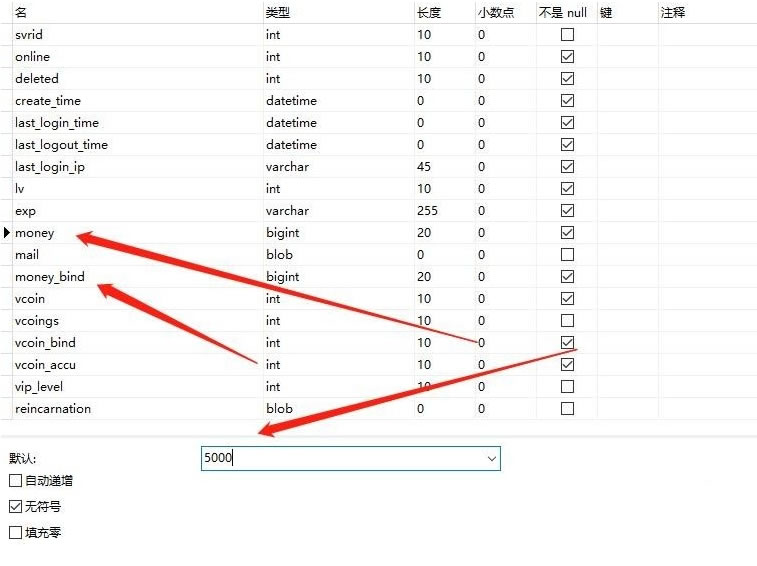 名 类型 长度 小数点 不是 null 键 注释
svrid int 10 0
online int 10 0
deleted int 10 0
create_time datetime 0 0
last_login_time datetime 0 0
last_logout_time datetime 0 0
last_login_ip varchar 45 0
lv int 10 0
exp varchar 255 0
money bigint 20 0
mail blob 0 0
money_bind bigint 20 0
vcoin int 10 0
vcoings int 10 0
vcoin_bind int 10 0
vcoin_accu int 10 0
vip_level int 10 0
reincarnation blob 0 0
默认: 5000
自动递增
无符号
填充零